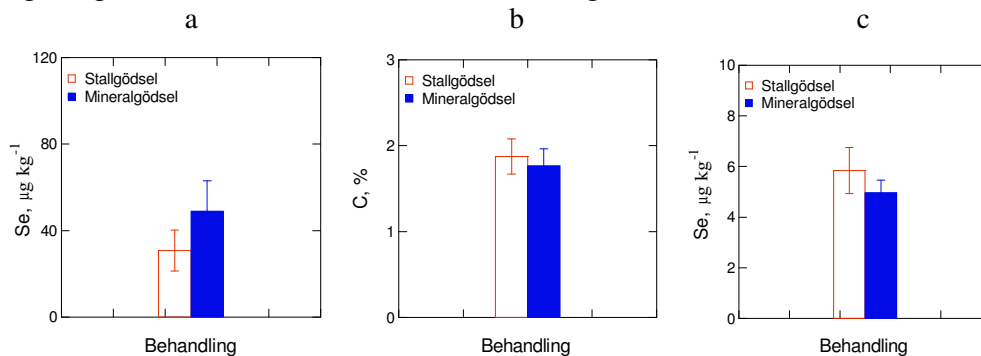 a
b
c
120
80
40
0
Se, µg kg⁻¹
Stallgödsel
Mineralgödsel
Behandling
3
2
1
0
C, %
Stallgödsel
Mineralgödsel
Behandling
10
8
6
4
2
0
Se, µg kg⁻¹
Stallgödsel
Mineralgödsel
Behandling